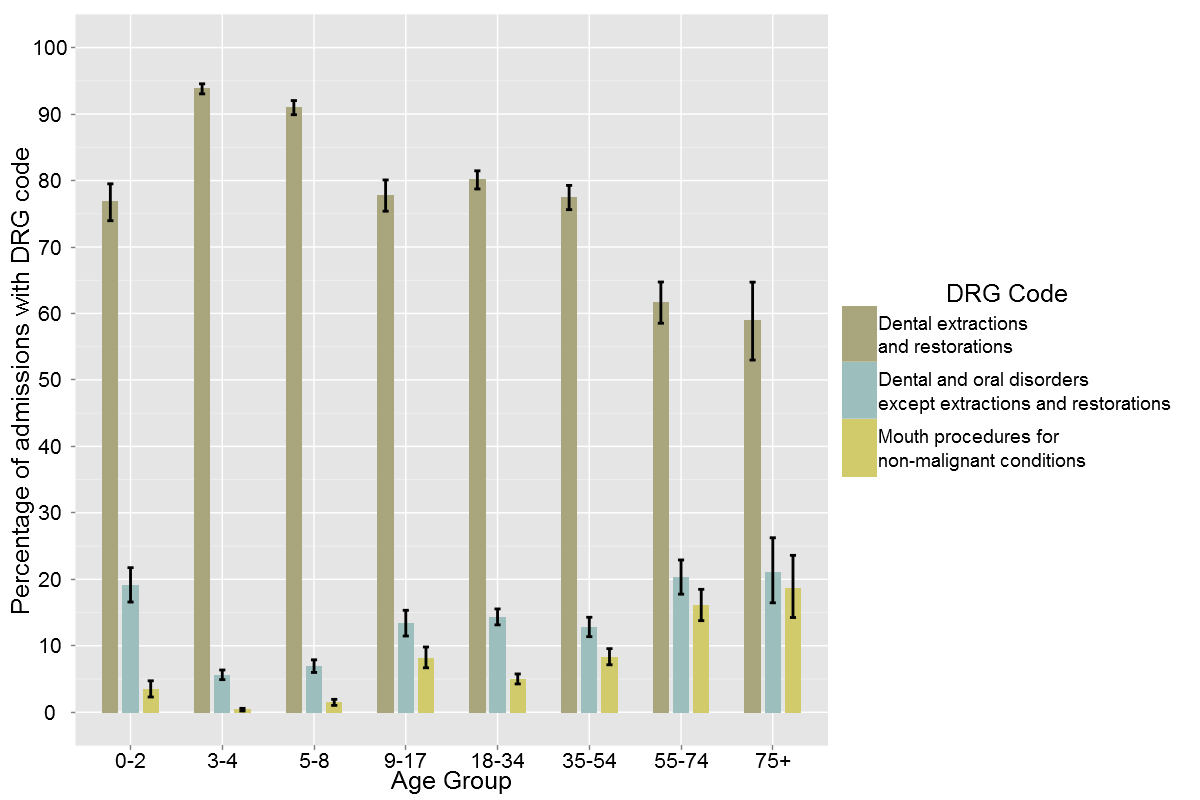 Percentage of admissions with DRG code
100
90
80
70
60
50
40
30
20
10
0
0-2 3-4 5-8 9-17 18-34 35-54 55-74 75+
Age Group
DRG Code
Dental extractions
and restorations
Dental and oral disorders
except extractions and restorations
Mouth procedures for
non-malignant conditions